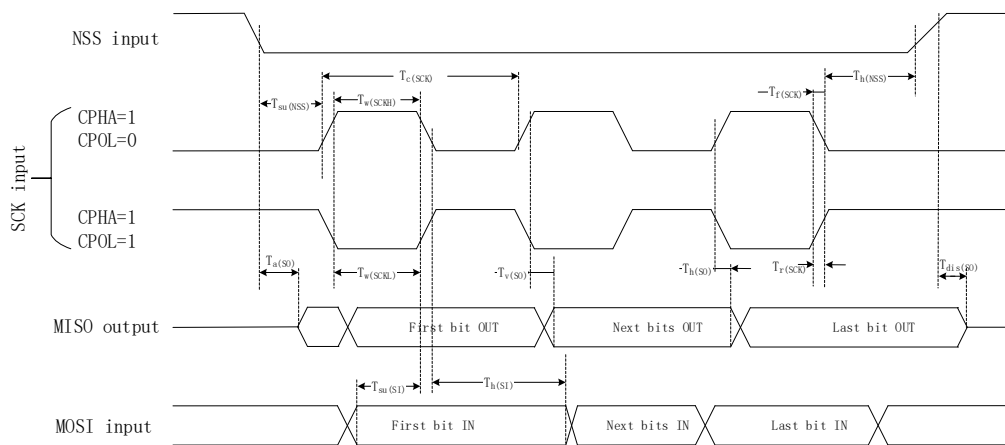 NSS input
Tc(SCK)
Th(NSS)
Tsu(NSS)
Tw(SCKH)
Tf(SCK)
SCK input
CPHA=1
CPOL=0
CPHA=1
CPOL=1
Ta(SO)
Tw(SCKL)
Tv(SO)
Th(SO)
Tr(SCK)
Tdis(SO)
MISO output
First bit OUT
Next bits OUT
Last bit OUT
Tsu(SI)
Th(SI)
MOSI input
First bit IN
Next bits IN
Last bit IN